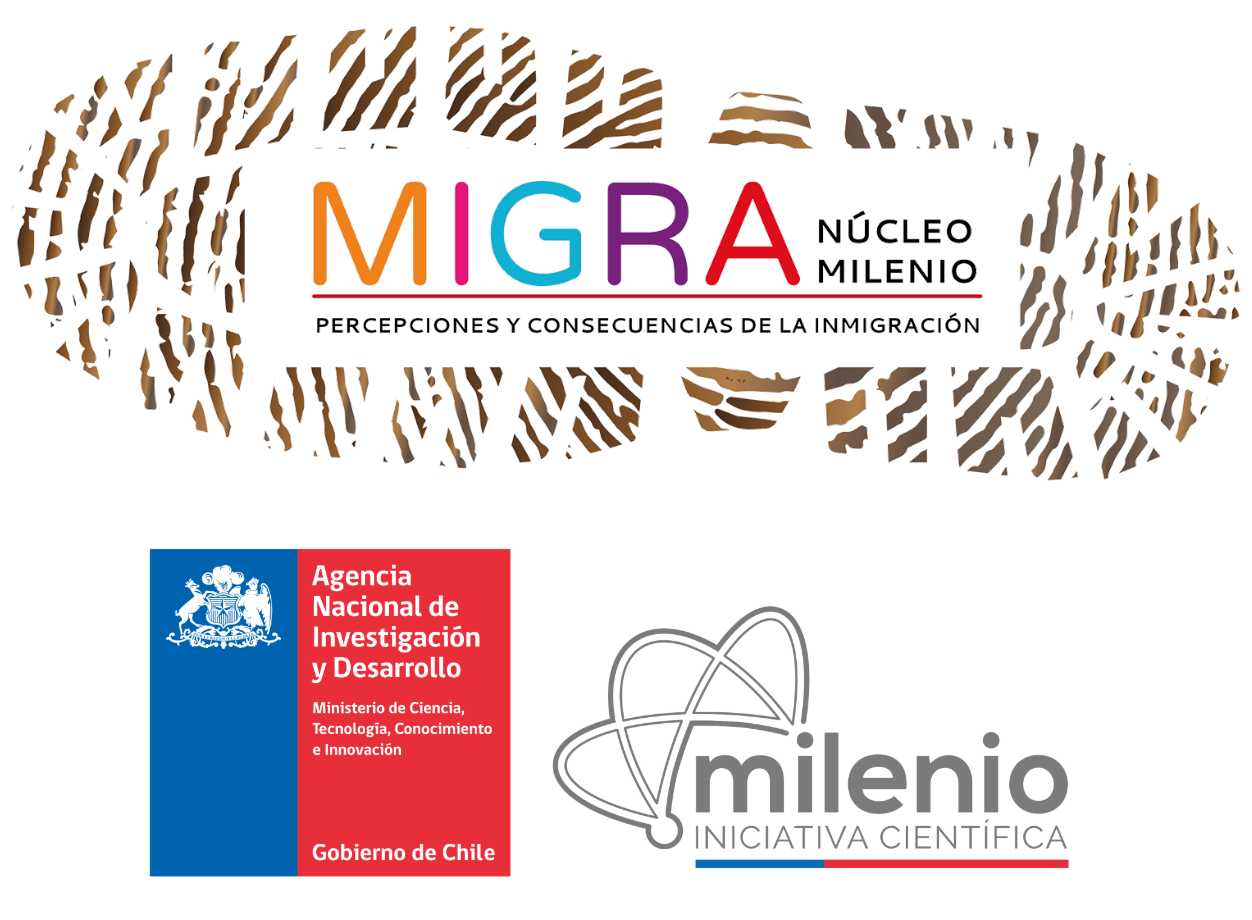 MIGRA
NÚCLEO
MILENIO
PERCEPCIONES Y CONSECUENCIAS DE LA INMIGRACIÓN
Agencia
Nacional de
Investigación
y Desarrollo
Ministerio de Ciencia,
Tecnología, Conocimiento
e Innovación
Gobierno de Chile
milenio
INICIATIVA CIENTÍFICA